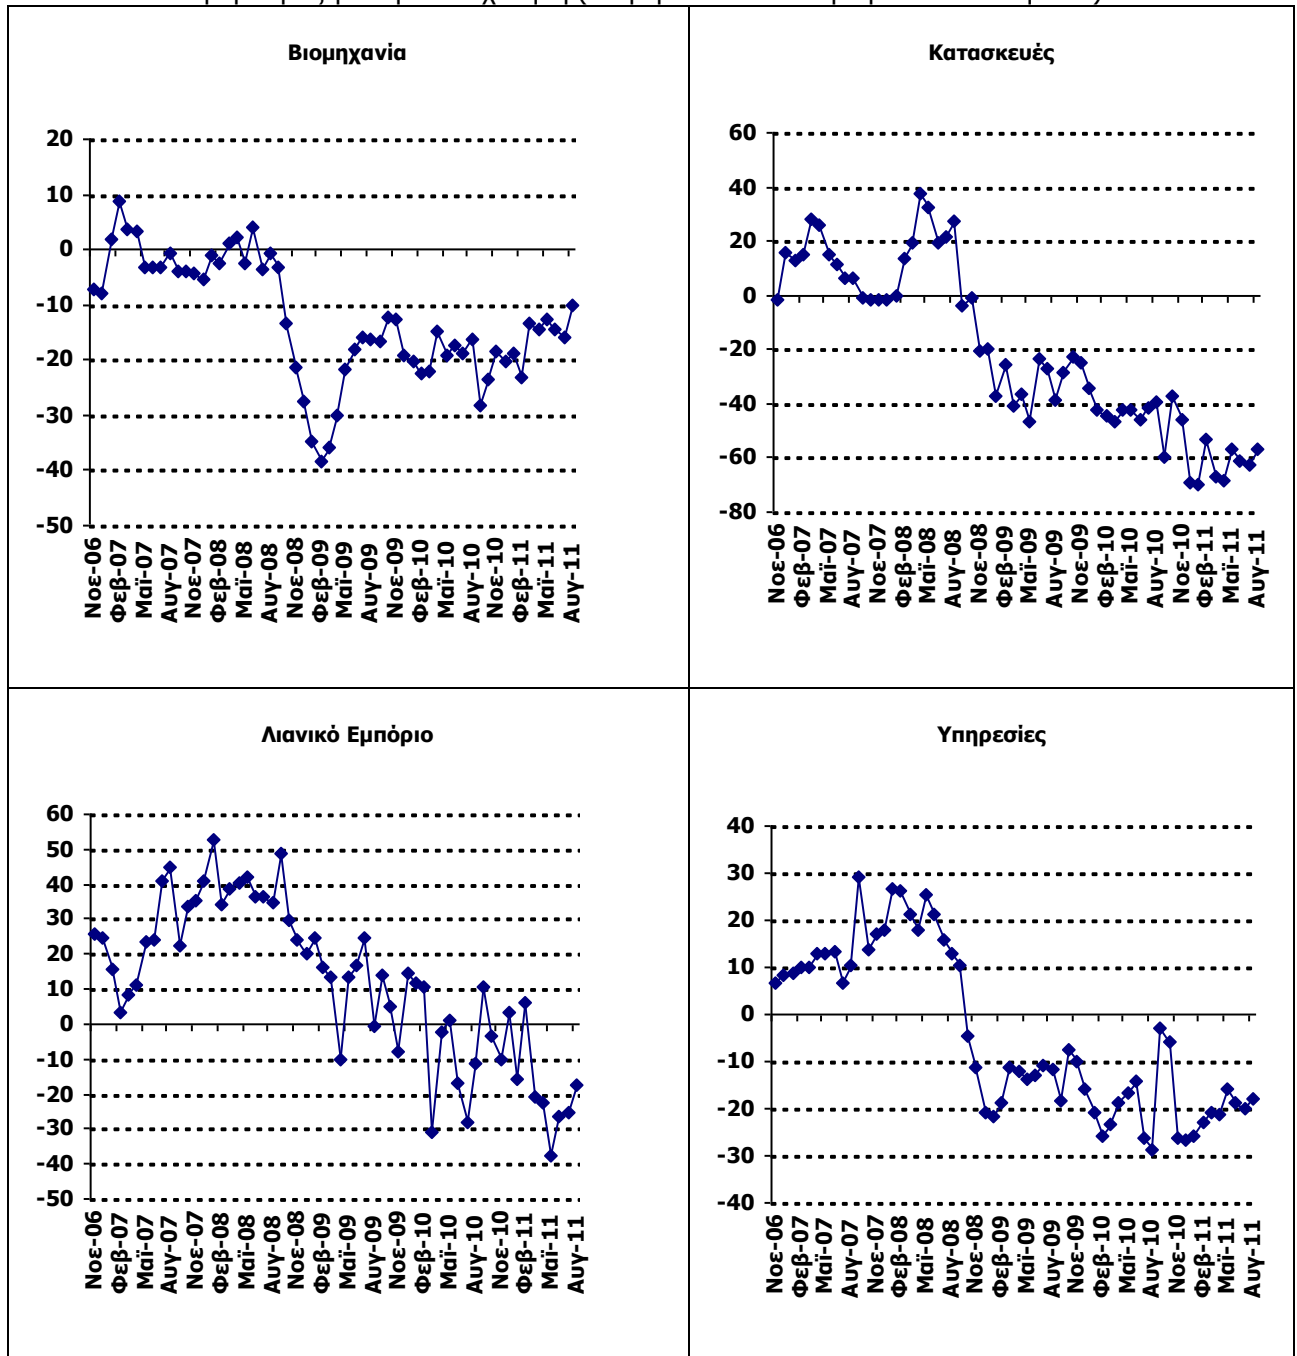 Βιομηχανία
20
10
0
-10
-20
-30
-40
-50
Νοε-06
Φεβ-07
Μαϊ-07
Αυγ-07
Νοε-07
Φεβ-08
Μαϊ-08
Αυγ-08
Νοε-08
Φεβ-09
Μαϊ-09
Αυγ-09
Νοε-09
Φεβ-10
Μαϊ-10
Αυγ-10
Νοε-10
Φεβ-11
Μαϊ-11
Αυγ-11
Κατασκευές
60
40
20
0
-20
-40
-60
-80
Νοε-06
Φεβ-07
Μαϊ-07
Αυγ-07
Νοε-07
Φεβ-08
Μαϊ-08
Αυγ-08
Νοε-08
Φεβ-09
Μαϊ-09
Αυγ-09
Νοε-09
Φεβ-10
Μαϊ-10
Αυγ-10
Νοε-10
Φεβ-11
Μαϊ-11
Αυγ-11
Λιανικό Εμπόριο
60
50
40
30
20
10
0
-10
-20
-30
-40
-50
Νοε-06
Φεβ-07
Μαϊ-07
Αυγ-07
Νοε-07
Φεβ-08
Μαϊ-08
Αυγ-08
Νοε-08
Φεβ-09
Μαϊ-09
Αυγ-09
Νοε-09
Φεβ-10
Μαϊ-10
Αυγ-10
Νοε-10
Φεβ-11
Μαϊ-11
Αυγ-11
Υπηρεσίες
40
30
20
10
0
-10
-20
-30
-40
Νοε-06
Φεβ-07
Μαϊ-07
Αυγ-07
Νοε-07
Φεβ-08
Μαϊ-08
Αυγ-08
Νοε-08
Φεβ-09
Μαϊ-09
Αυγ-09
Νοε-09
Φεβ-10
Μαϊ-10
Αυγ-10
Νοε-10
Φεβ-11
Μαϊ-11
Αυγ-11